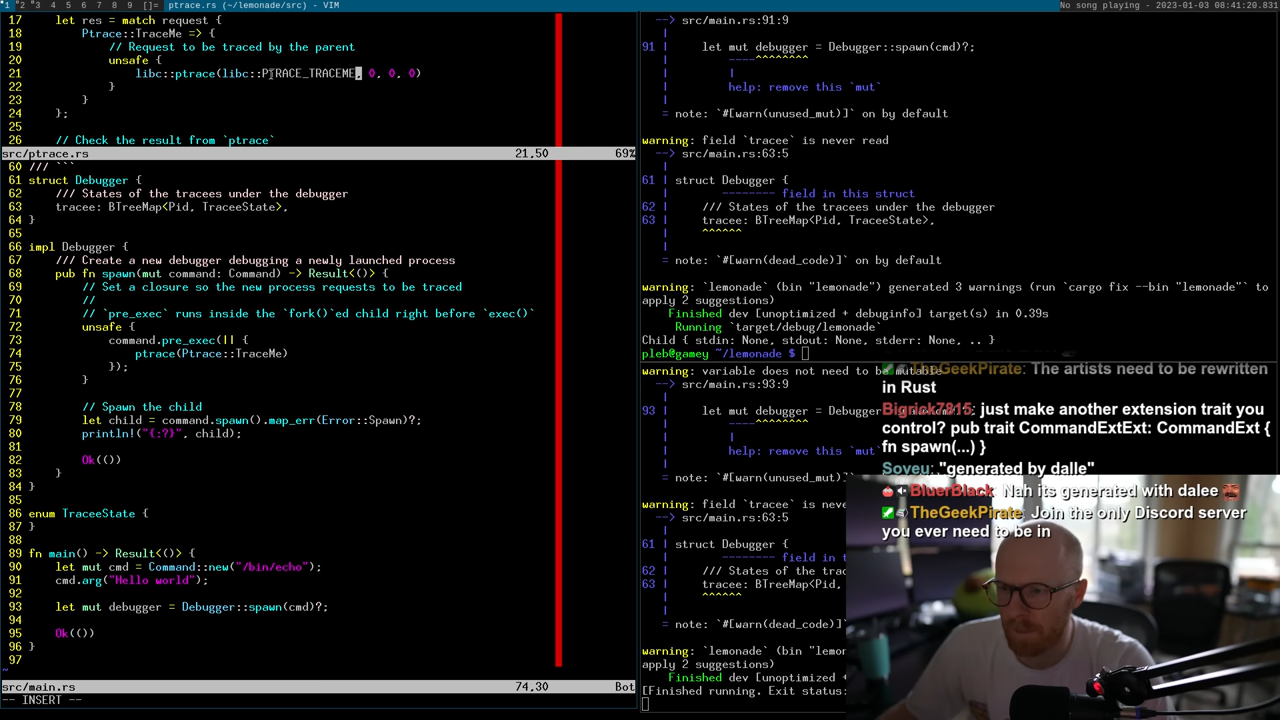 1 2 3 4 5 6 7 8 9 []= ptrace.rs (~/lemonade/src) - VIM
No song playing - 2023-01-03 08:41:20.831
17     let res = match request {
18         Ptrace::TraceMe => {
19             // Request to be traced by the parent
20             unsafe {
21                 libc::ptrace(libc::PTRACE_TRACEME, 0, 0, 0)
22             }
23         }
24     };
25
26     // Check the result from `ptrace`
src/ptrace.rs 21,50 69%
60 /// ```
61 struct Debugger {
62     /// States of the tracees under the debugger
63     tracee: BTreeMap<Pid, TraceeState>,
64 }
65
66 impl Debugger {
67     /// Create a new debugger debugging a newly launched process
68     pub fn spawn(mut command: Command) -> Result<()> {
69         // Set a closure so the new process requests to be traced
70         //
71         // `pre_exec` runs inside the `fork()`ed child right before `exec()`
72         unsafe {
73             command.pre_exec(|| {
74                 ptrace(Ptrace::TraceMe)
75             });
76         }
77
78         // Spawn the child
79         let child = command.spawn().map_err(Error::Spawn)?;
80         println!("{:?}", child);
81
82         Ok(())
83     }
84 }
85
86 enum TraceeState {
87 }
88
89 fn main() -> Result<()> {
90     let mut cmd = Command::new("/bin/echo");
91     cmd.arg("Hello world");
92
93     let mut debugger = Debugger::spawn(cmd)?;
94
95     Ok(())
96 }
97
~
src/main.rs 74,30 Bot
-- INSERT --
--> src/main.rs:91:9
|
91 |     let mut debugger = Debugger::spawn(cmd)?;
|         ----^^^^^^^^
|         |
|         help: remove this `mut`
|
= note: `#[warn(unused_mut)]` on by default
warning: field `tracee` is never read
--> src/main.rs:63:5
|
61 | struct Debugger {
|        -------- field in this struct
62 |     /// States of the tracees under the debugger
63 |     tracee: BTreeMap<Pid, TraceeState>,
|     ^^^^^^
|
= note: `#[warn(dead_code)]` on by default
warning: `lemonade` (bin "lemonade") generated 3 warnings (run `cargo fix --bin "lemonade"` to
apply 2 suggestions)
Finished dev [unoptimized + debuginfo] target(s) in 0.39s
Running `target/debug/lemonade`
Child { stdin: None, stdout: None, stderr: None, .. }
pleb@gamey ~/lemonade $
warning: variable does not need to be mutable
--> src/main.rs:93:9
|
93 |     let mut debugger = Debug
|         ----^^^^^^^^
|         |
|         help: remove this `mut`
|
= note: `#[warn(unused_mut)]`
warning: field `tracee` is never
--> src/main.rs:63:5
|
61 | struct Debugger {
|        -------- field in t
62 |     /// States of the tracees
63 |     tracee: BTreeMap<Pid,
|     ^^^^^^
|
= note: `#[warn(dead_code)]`
warning: `lemonade` (bin "lemon
apply 2 suggestions)
Finished dev [unoptimized +
[Finished running. Exit status:
TheGeekPirate: The artists need to be rewritten
in Rust
Bigrick7815: just make another extension trait you
control? pub trait CommandExtExt: CommandExt {
fn spawn(...) }
Soveu: "generated by dalle"
BluerBlack: Nah its generated with dalee
TheGeekPirate: Join the only Discord server
you ever need to be in